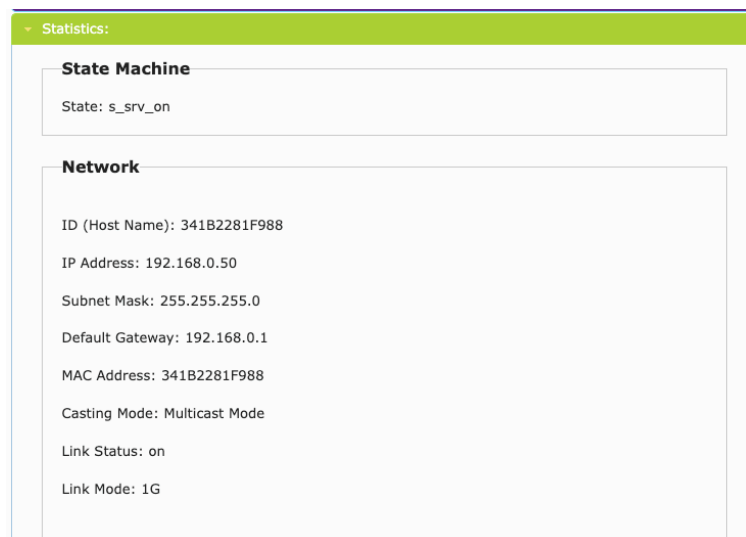 Statistics:
State Machine
State: s_srv_on
Network
ID (Host Name): 341B2281F988
IP Address: 192.168.0.50
Subnet Mask: 255.255.255.0
Default Gateway: 192.168.0.1
MAC Address: 341B2281F988
Casting Mode: Multicast Mode
Link Status: on
Link Mode: 1G